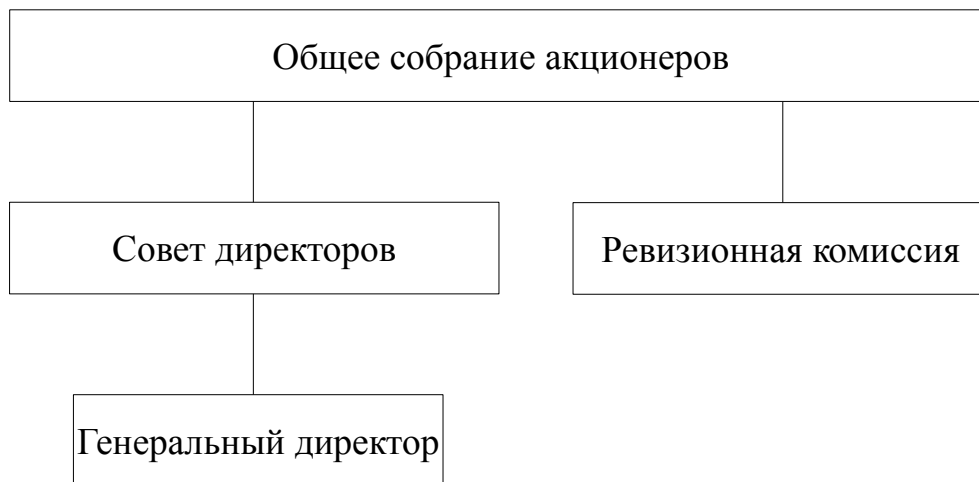 Общее собрание акционеров
Совет директоров
Ревизионная комиссия
Генеральный директор